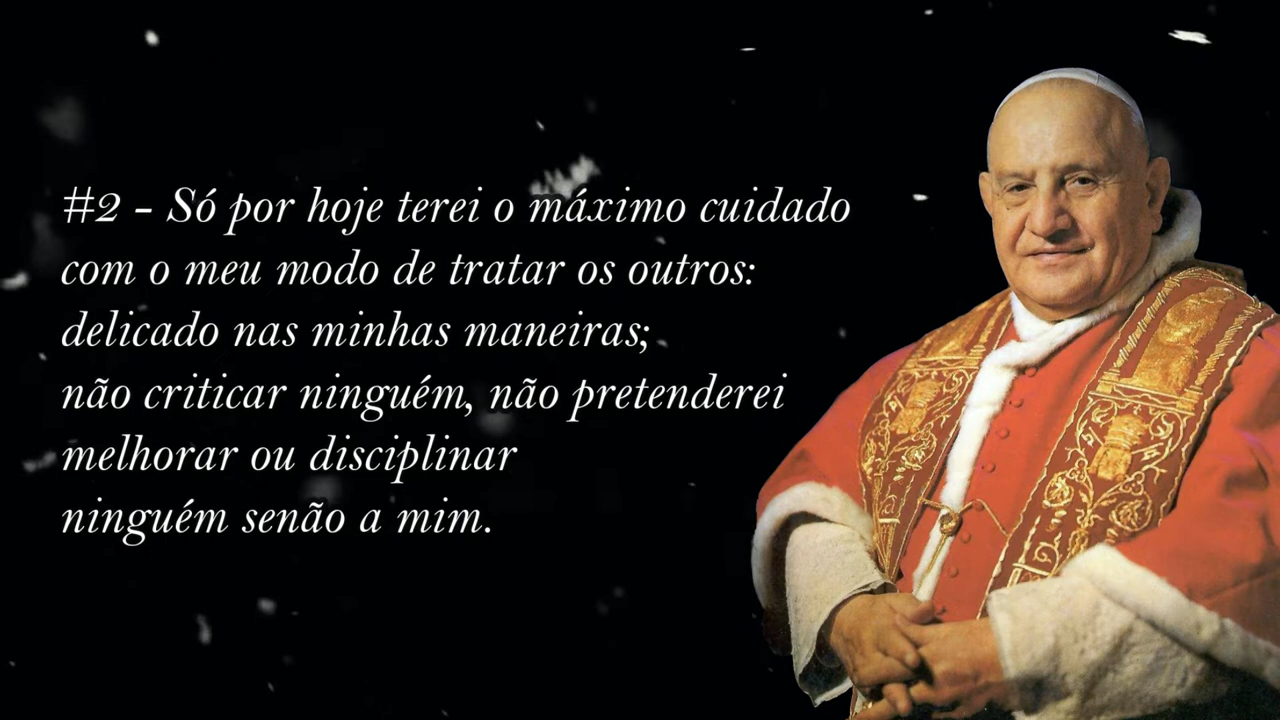 #2 - Só por hoje terei o máximo cuidado
com o meu modo de tratar os outros:
delicado nas minhas maneiras;
não criticar ninguém, não pretenderei
melhorar ou disciplinar
ninguém senão a mim.